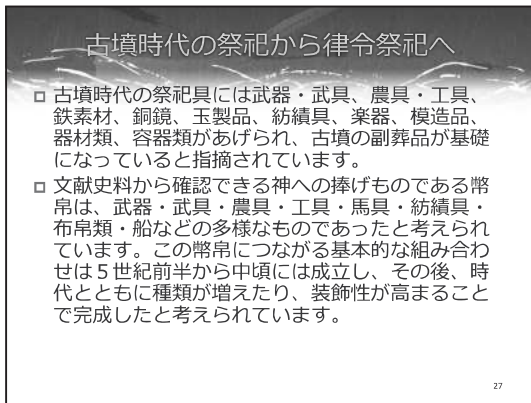 古墳時代の祭祀から律令祭祀へ
古墳時代の祭祀具には武器・武具、農具・工具、
鉄素材、銅鏡、玉製品、紡績具、楽器、模造品、
器材類、容器類があげられ、古墳の副葬品が基礎
になっていると指摘されています。
文献史料から確認できる神への捧げものである幣
帛は、武器・武具・農具・工具・馬具・紡績具・
布帛類・船などの多様なものであったと考えられ
ています。この幣帛につながる基本的な組み合わ
せは５世紀前半から中頃には成立し、その後、時
代とともに種類が増えたり、装飾性が高まること
で完成したと考えられています。
27